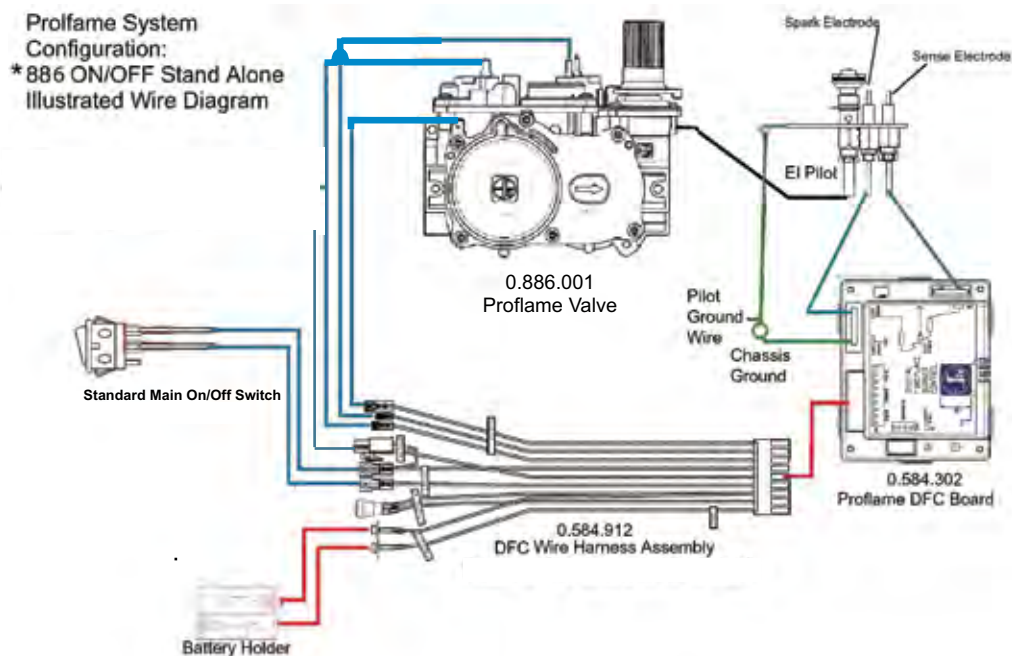 Prolfame System
Configuration:
* 886 ON/OFF Stand Alone
Illustrated Wire Diagram
Spark Electrode
Sense Electrode
EI Pilot
0.886.001
Proflame Valve
Pilot
Ground
Wire
Chassis
Ground
Standard Main On/Off Switch
0.584.302
Proflame DFC Board
0.584.912
DFC Wire Harness Assembly
Battery Holder